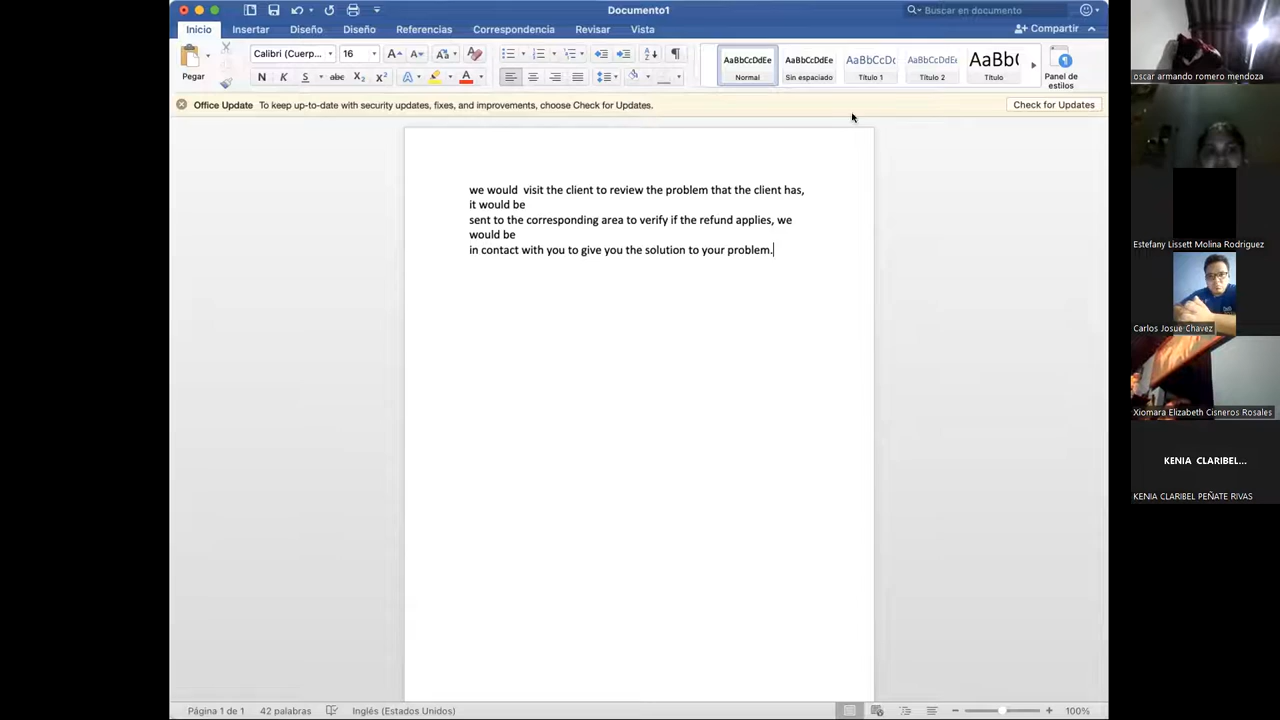 Documento1
Buscar en documento
Inicio Insertar Diseño Diseño Referencias Correspondencia Revisar Vista
Compartir
Pegar
Calibri (Cuerp... 16
AaBbCcDdEe AaBbCcDdEe AaBbCcDc AaBbCcDdEe AaBb(
Normal Sin espaciado Título 1 Título 2 Título
Panel de
estilos
N K S abc X2 X2
Office Update To keep up-to-date with security updates, fixes, and improvements, choose Check for Updates.
Check for Updates
we would  visit the client to review the problem that the client has,
it would be
sent to the corresponding area to verify if the refund applies, we
would be
in contact with you to give you the solution to your problem.
Página 1 de 1 42 palabras Inglés (Estados Unidos) 100%
oscar armando romero mendoza
Estefany Lissett Molina Rodriguez
Carlos Josue Chavez
Xiomara Elizabeth Cisneros Rosales
KENIA CLARIBEL...
KENIA CLARIBEL PEÑATE RIVAS